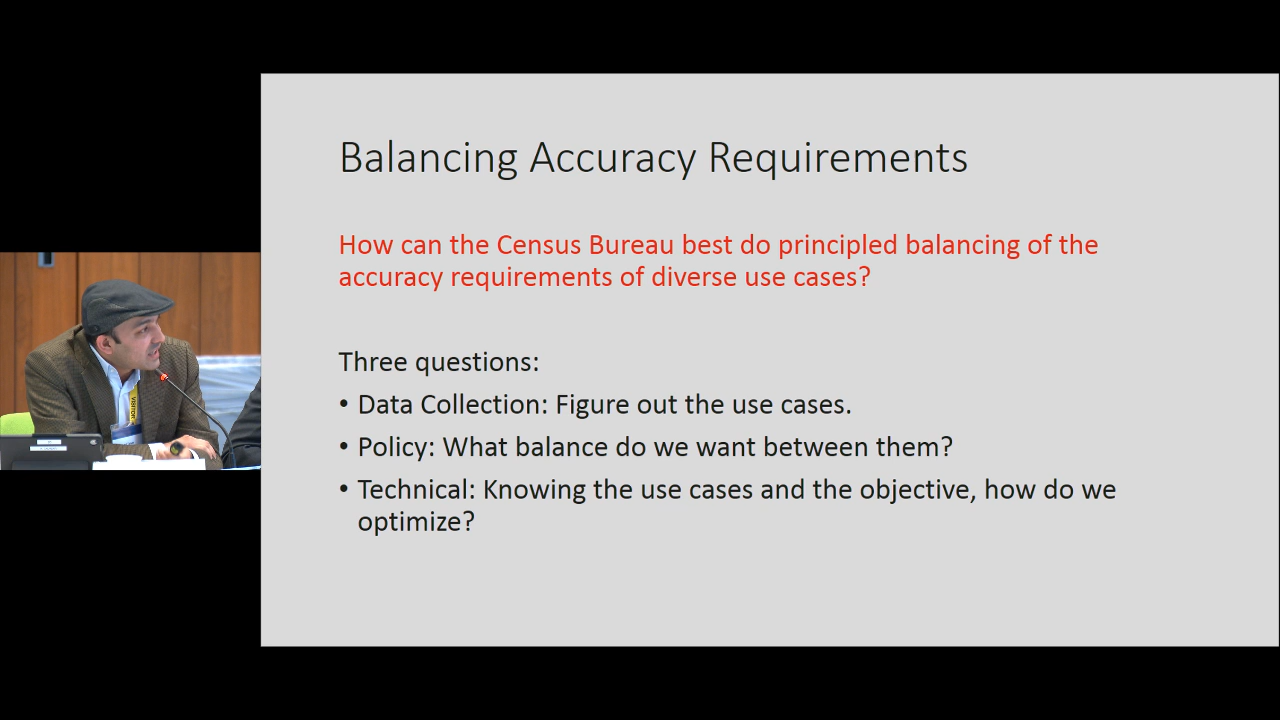 Balancing Accuracy Requirements
How can the Census Bureau best do principled balancing of the
accuracy requirements of diverse use cases?
Three questions:
• Data Collection: Figure out the use cases.
• Policy: What balance do we want between them?
• Technical: Knowing the use cases and the objective, how do we
optimize?
VISITOR